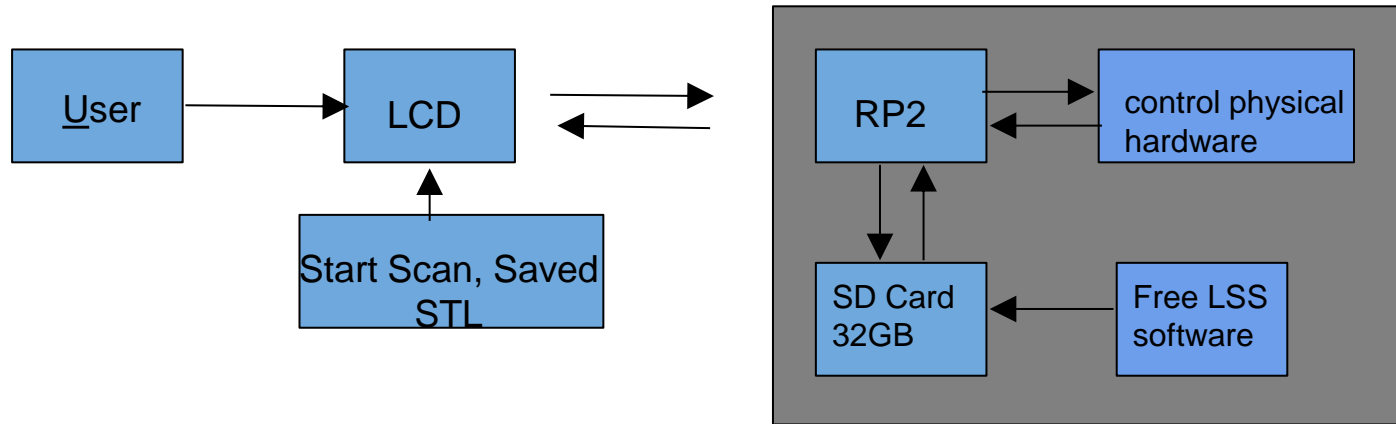 User
LCD
Start Scan, Saved
STL
RP2
control physical
hardware
SD Card
32GB
Free LSS
software